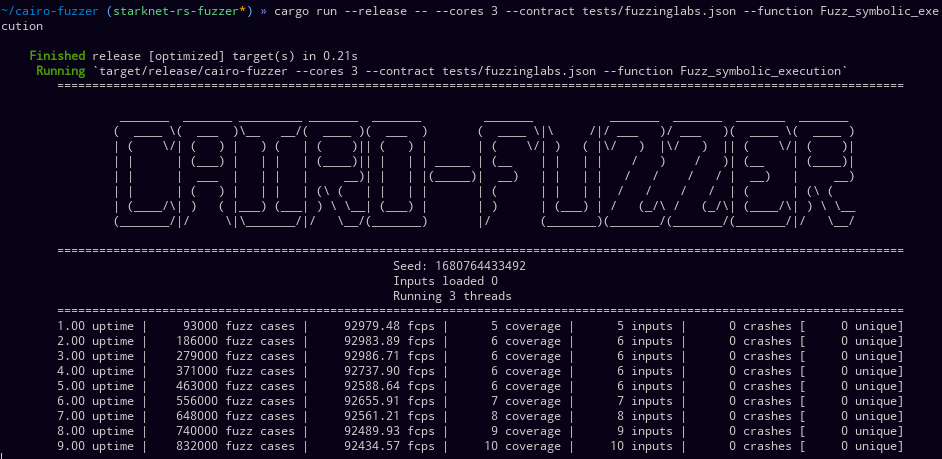 ~/cairo-fuzzer (starknet-rs-fuzzer*) » cargo run --release -- --cores 3 --contract tests/fuzzinglabs.json --function Fuzz_symbolic_exe
cution
Finished release [optimized] target(s) in 0.21s
Running `target/release/cairo-fuzzer --cores 3 --contract tests/fuzzinglabs.json --function Fuzz_symbolic_execution`
CAIRO-FUZZER
Seed: 1680764433492
Inputs loaded 0
Running 3 threads
1.00 uptime | 93000 fuzz cases | 92979.48 fcps | 5 coverage | 5 inputs | 0 crashes [ 0 unique]
2.00 uptime | 186000 fuzz cases | 92983.89 fcps | 6 coverage | 6 inputs | 0 crashes [ 0 unique]
3.00 uptime | 279000 fuzz cases | 92986.71 fcps | 6 coverage | 6 inputs | 0 crashes [ 0 unique]
4.00 uptime | 371000 fuzz cases | 92737.90 fcps | 6 coverage | 6 inputs | 0 crashes [ 0 unique]
5.00 uptime | 463000 fuzz cases | 92588.64 fcps | 6 coverage | 6 inputs | 0 crashes [ 0 unique]
6.00 uptime | 556000 fuzz cases | 92655.91 fcps | 7 coverage | 7 inputs | 0 crashes [ 0 unique]
7.00 uptime | 648000 fuzz cases | 92561.21 fcps | 8 coverage | 8 inputs | 0 crashes [ 0 unique]
8.00 uptime | 740000 fuzz cases | 92489.93 fcps | 9 coverage | 9 inputs | 0 crashes [ 0 unique]
9.00 uptime | 832000 fuzz cases | 92434.57 fcps | 10 coverage | 10 inputs | 0 crashes [ 0 unique]